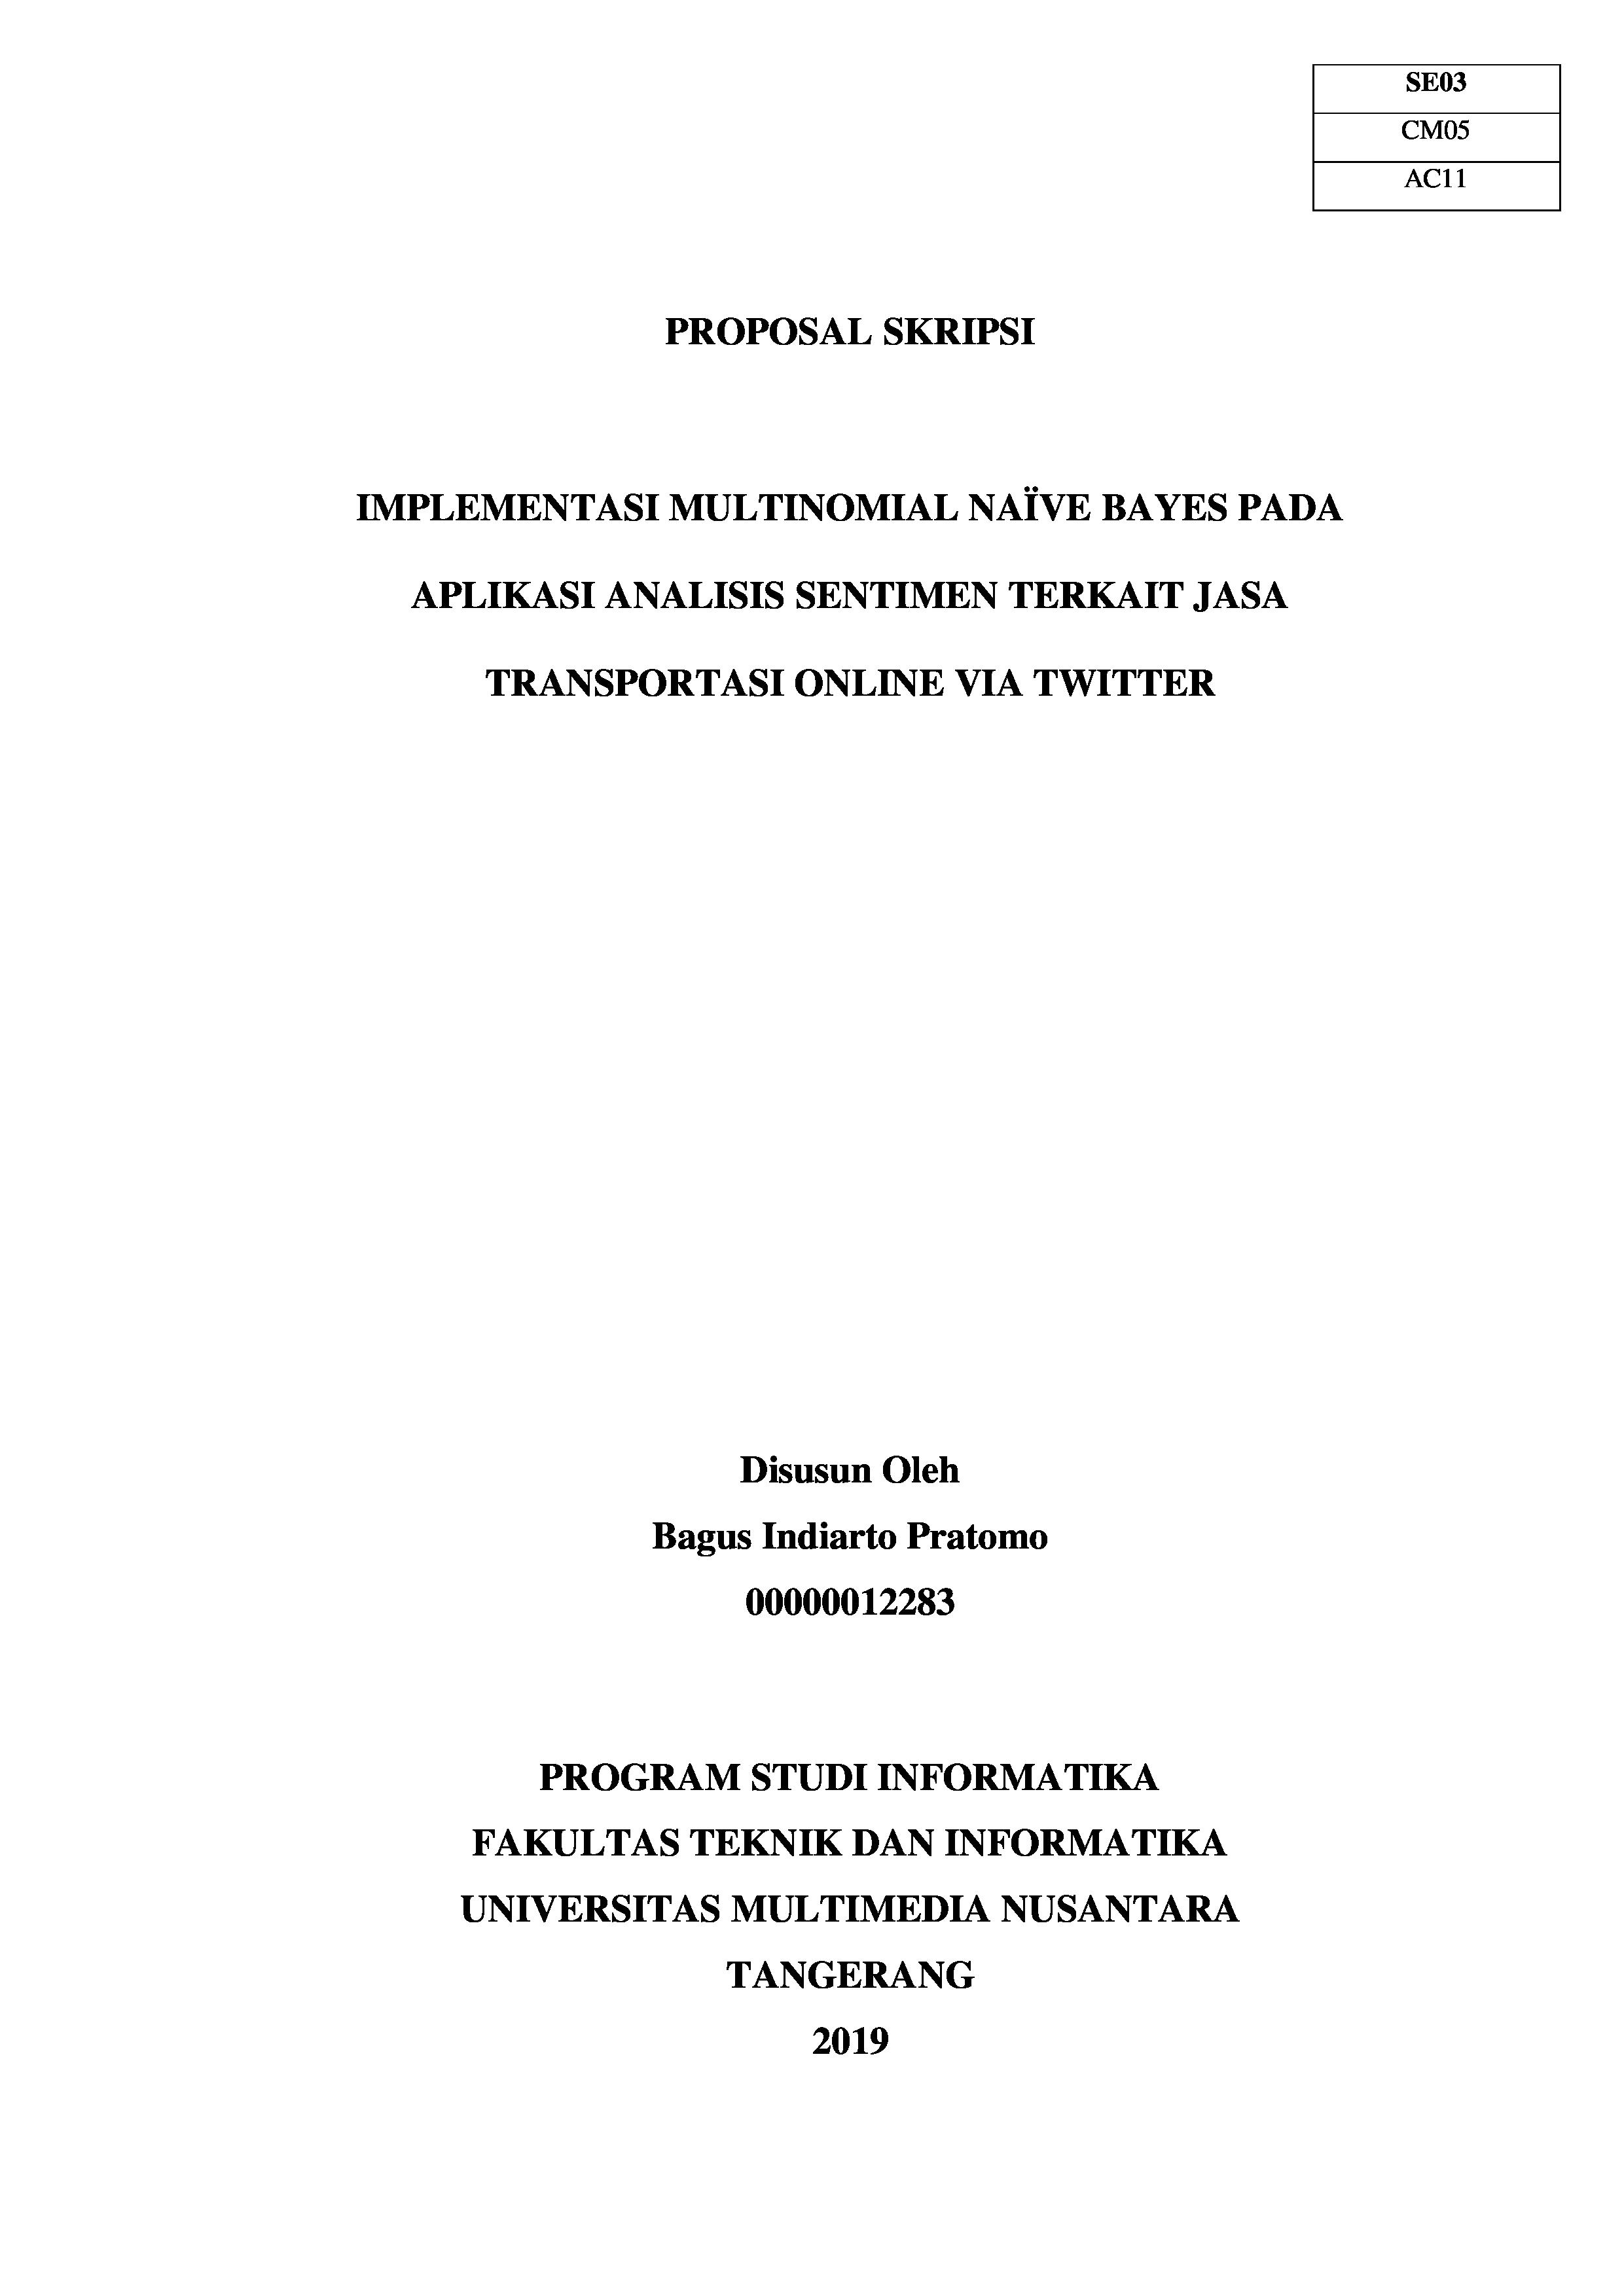 SE03
CM05
AC11
PROPOSAL SKRIPSI
IMPLEMENTASI MULTINOMIAL NAÏVE BAYES PADA
APLIKASI ANALISIS SENTIMEN TERKAIT JASA
TRANSPORTASI ONLINE VIA TWITTER
Disusun Oleh
Bagus Indiarto Pratomo
00000012283
PROGRAM STUDI INFORMATIKA
FAKULTAS TEKNIK DAN INFORMATIKA
UNIVERSITAS MULTIMEDIA NUSANTARA
TANGERANG
2019